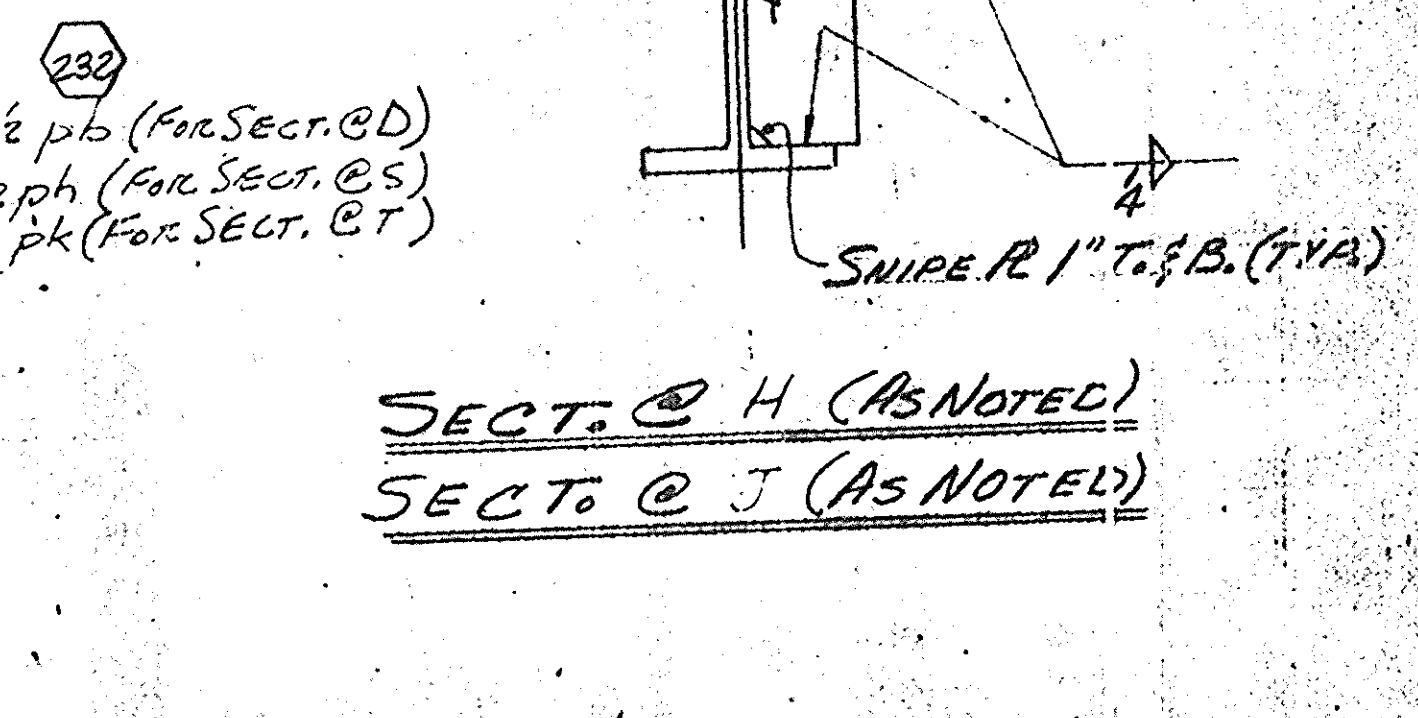 232
pb (FOR SECT. @ D)
ph (FOR SECT. @ S)
pk (FOR SECT. @ T)
1/4
SNIPE PL 1" T. & B. (TYP.)
SECT. @ H (AS NOTED)
SECT. @ J (AS NOTED)